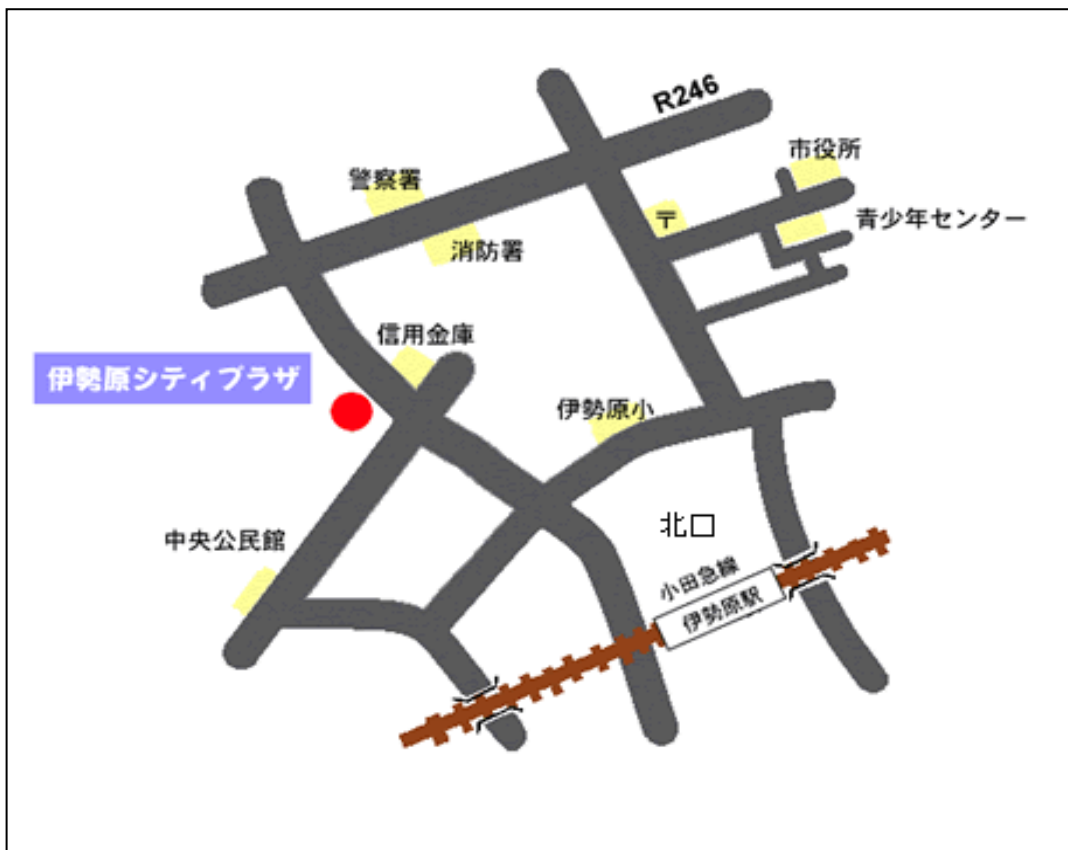 R246
市役所
警察署
〒
青少年センター
消防署
信用金庫
伊勢原シティプラザ
伊勢原小
北口
中央公民館
小田急線
伊勢原駅